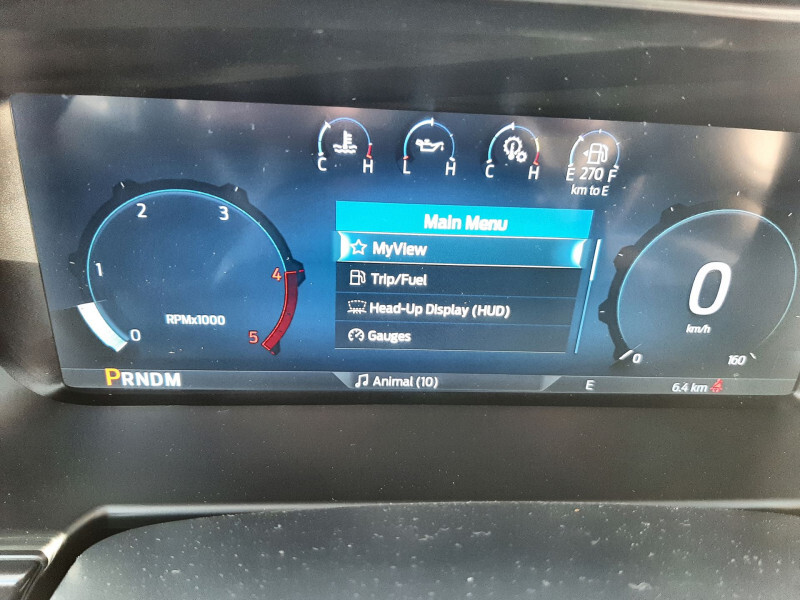 C H
L H
C H
E 270 F
km to E
Main Menu
MyView
Trip/Fuel
Head-Up Display (HUD)
Gauges
0 1 2 3 4 5
RPMx1000
0
km/h
0 160
PRNDM
Animal (10)
E
6.4 km